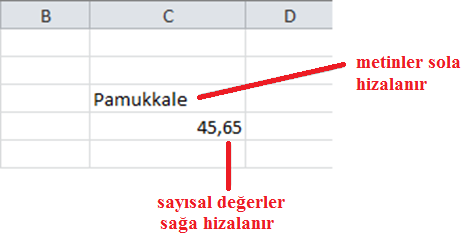 B C D
metinler sola
hizalanır
Pamukkale
45,65
sayısal değerler
sağa hizalanır